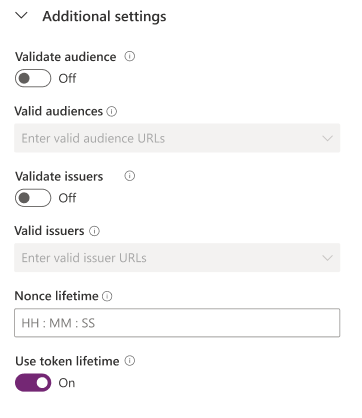 Additional settings
Validate audience
Off
Valid audiences
Enter valid audience URLs
Validate issuers
Off
Valid issuers
Enter valid issuer URLs
Nonce lifetime
HH : MM : SS
Use token lifetime
On